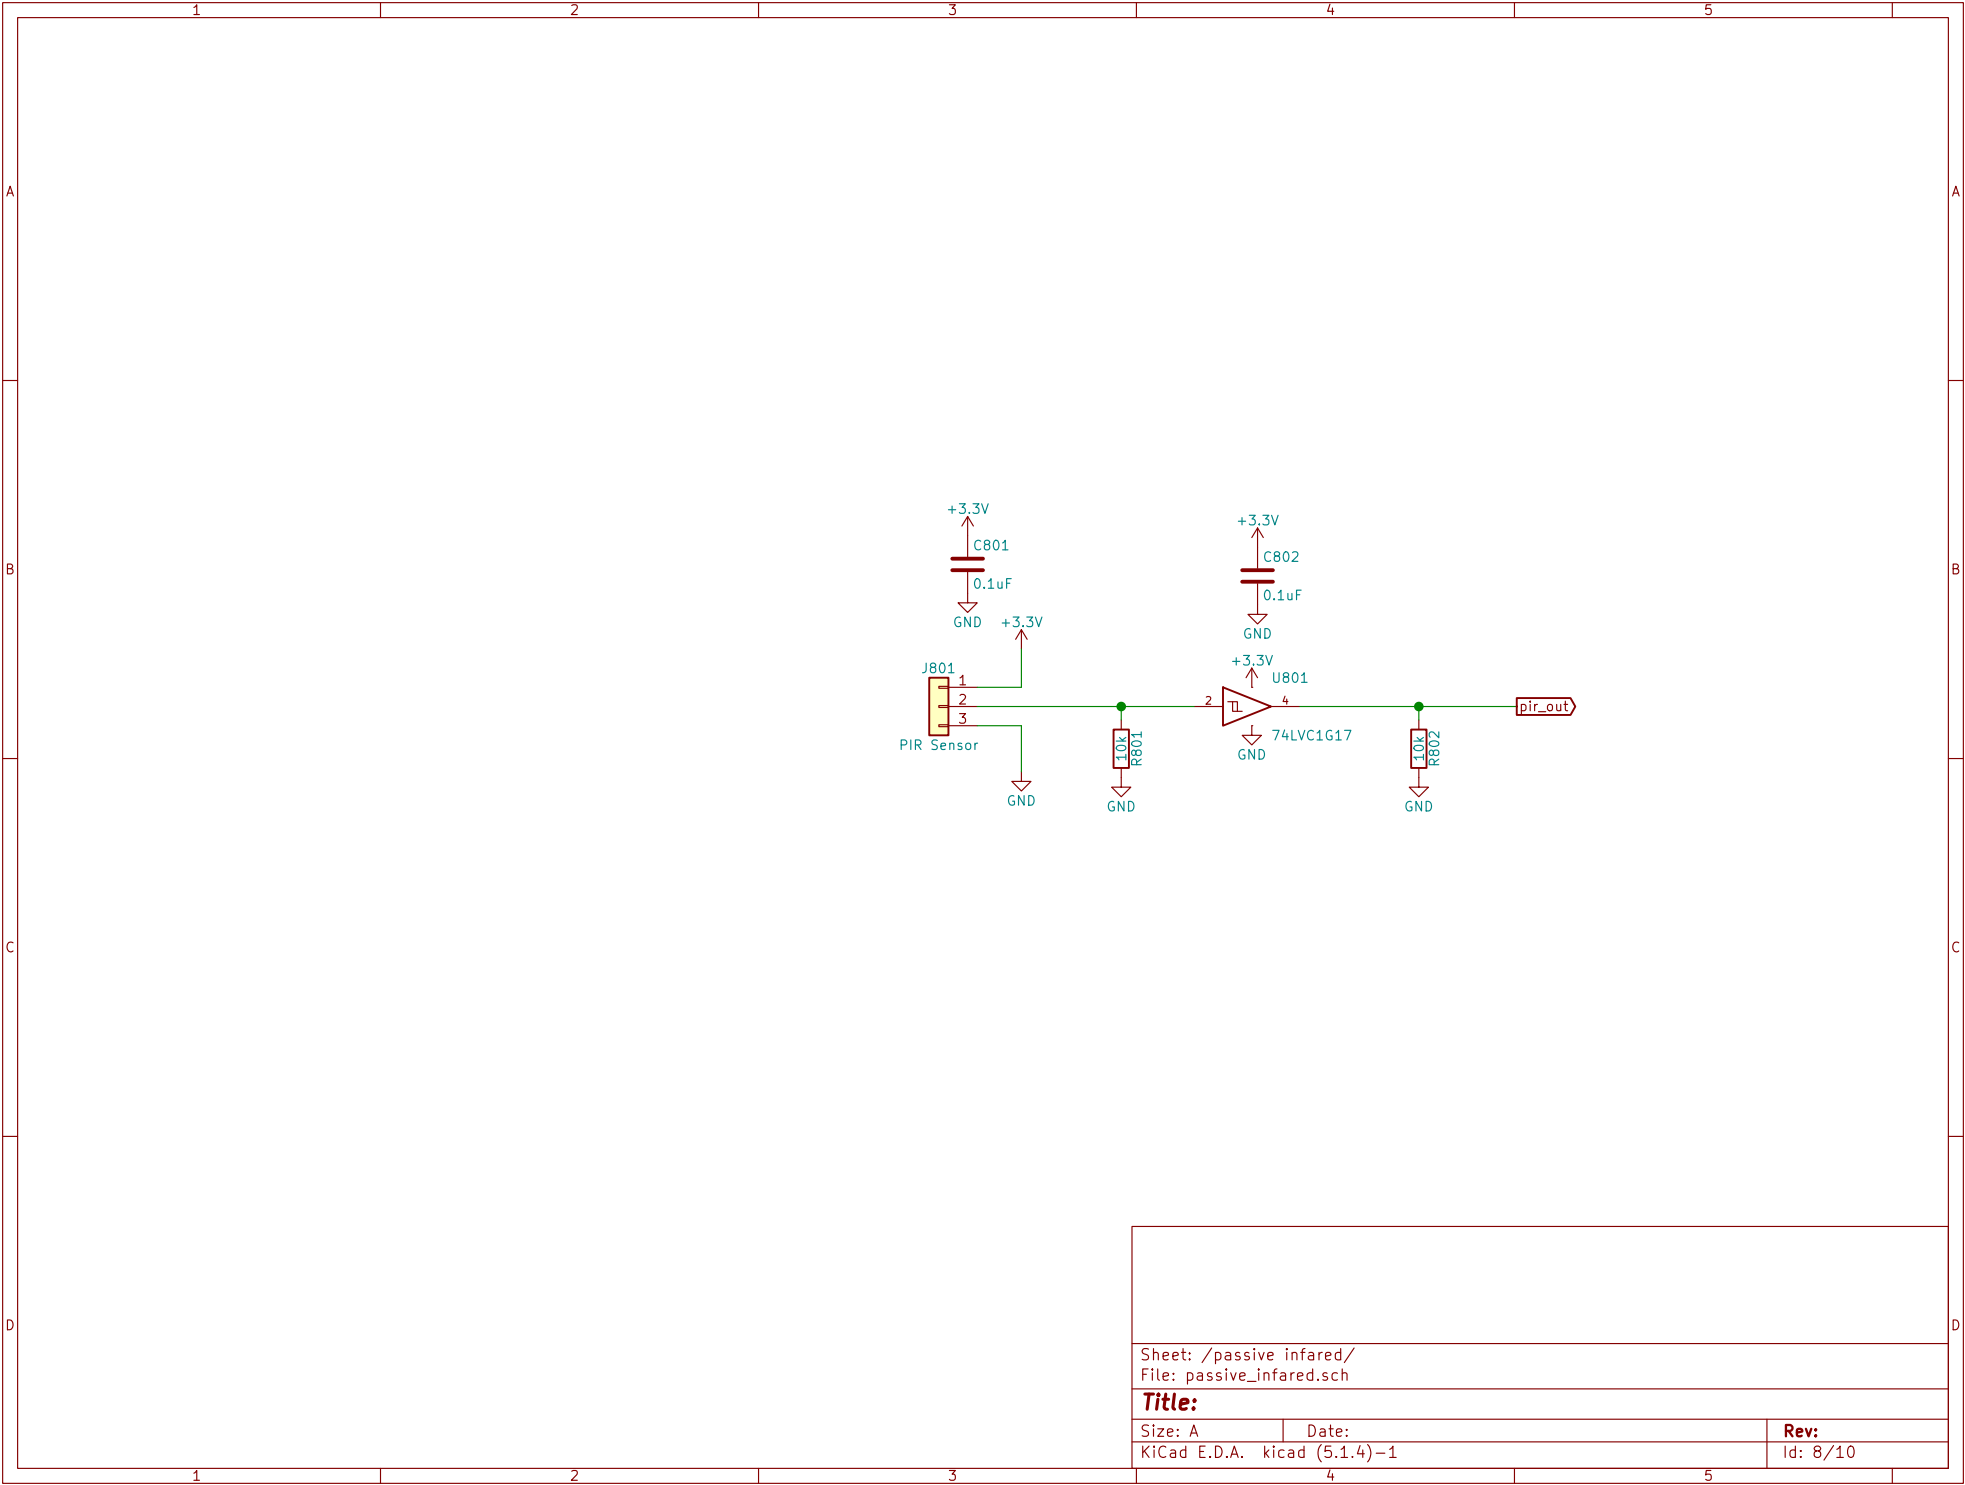 1 2 3 4 5
A A
+3.3V
C801
0.1uF
GND
+3.3V
C802
0.1uF
GND
B B
+3.3V
J801
1
2
3
PIR Sensor
GND
10k
R801
GND
+3.3V
U801
2
4
74LVC1G17
GND
10k
R802
GND
pir_out
C C
D D
Sheet: /passive infared/
File: passive_infared.sch
Title:
Size: A Date: Rev:
KiCad E.D.A. kicad (5.1.4)-1 Id: 8/10
1 2 3 4 5